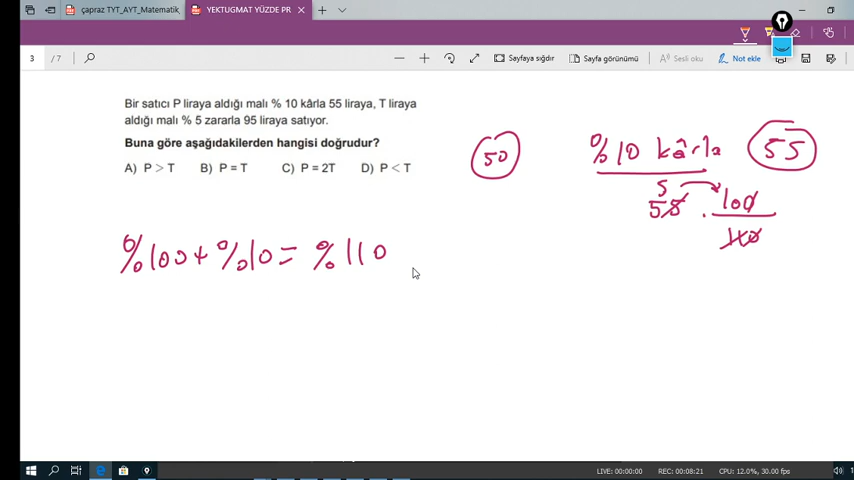 çapraz TYT_AYT_Matematik_
YEKTUGMAT YÜZDE PR
3 / 7
Sayfaya sığdır
Sayfa görünümü
Sesli oku
Not ekle
Bir satıcı P liraya aldığı malı % 10 kârla 55 liraya, T liraya
aldığı malı % 5 zararla 95 liraya satıyor.
Buna göre aşağıdakilerden hangisi doğrudur?
A) P > T B) P = T C) P = 2T D) P < T
50
%10 kârla 55
5
55 . 100
110
%100 + %10 = %110
LIVE: 00:00:00 REC: 00:08:21 CPU: 12.0%, 30.00 fps